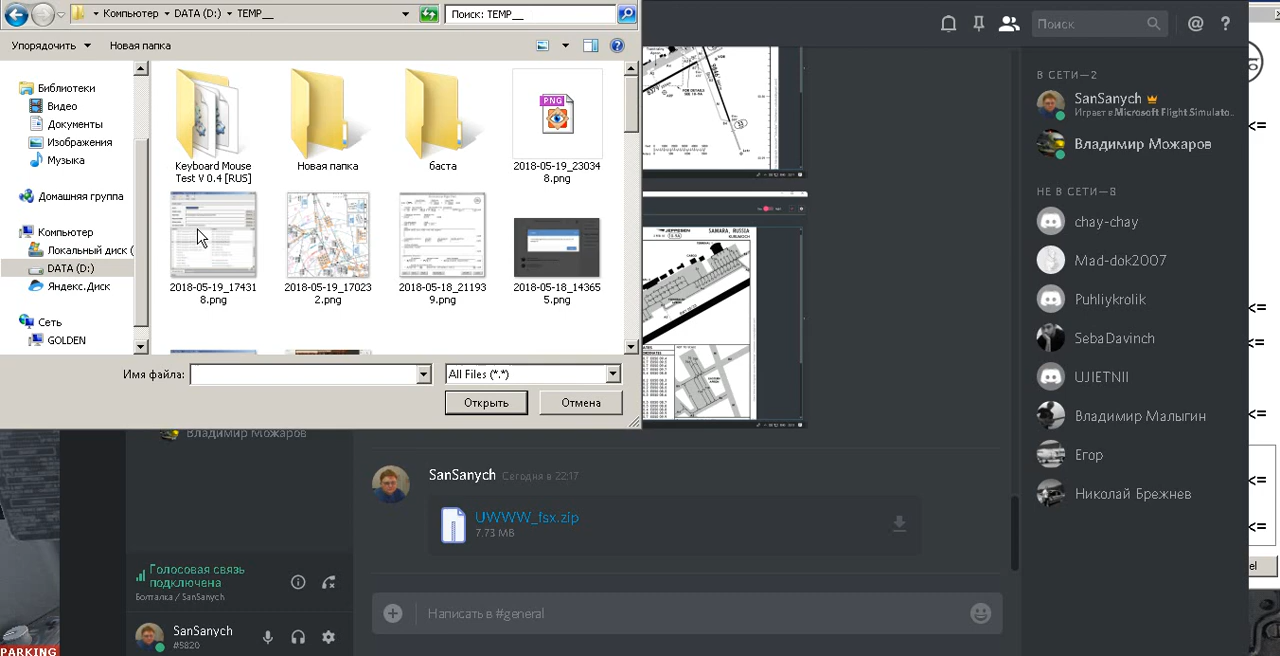 Компьютер
DATA (D:)
TEMP__
Поиск: TEMP__
Упорядочить
Новая папка
Библиотеки
Видео
Документы
Изображения
Музыка
Домашняя группа
Компьютер
Локальный диск (
DATA (D:)
Яндекс.Диск
Сеть
GOLDEN
Keyboard Mouse
Test V 0.4 [RUS]
Новая папка
баста
PNG
2018-05-19_23034
8.png
2018-05-19_17431
8.png
2018-05-19_17023
2.png
2018-05-18_21193
9.png
2018-05-18_14365
5.png
Имя файла:
All Files (*.*)
Открыть
Отмена
JEPPESEN
SAMARA, RUSSIA
KURUMOCH
Поиск
@
?
В СЕТИ—2
SanSanych
Играет в Microsoft Flight Simulato...
Владимир Можаров
НЕ В СЕТИ—8
chay-chay
Mad-dok2007
Puhliykrolik
SebaDavinch
UJIETNII
Владимир Малыгин
Егор
Николай Брежнев
Владимир Можаров
SanSanych Сегодня в 22:17
UWWW_fsx.zip
7.73 MB
Голосовая связь
подключена
Болталка / SanSanych
SanSanych
#5820
Написать в #general
PARKING
<=
<=
<=
<=
<=
<=
el